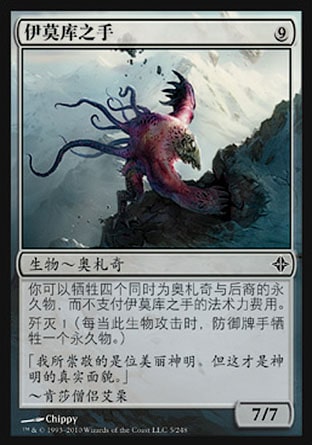 伊莫库之手 9
生物～奥札奇
你可以牺牲四个同时为奥札奇与后裔的永
久物,而不支付伊莫库之手的法术力费用。
歼灭1(每当此生物攻击时,防御牌手牺
牲一个永久物。)
「我所崇敬的是位美丽神明。但这才是神
明的真实面貌。」
～肯莎僧侣艾菜
Chippy
™ & © 1993–2010 Wizards of the Coast LLC 5/248
7/7